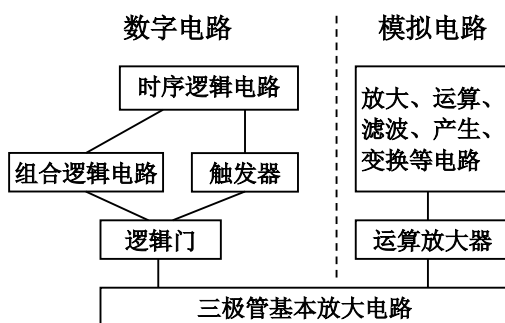 数字电路
模拟电路
时序逻辑电路
放大、运算、
滤波、产生、
变换等电路
组合逻辑电路
触发器
逻辑门
运算放大器
三极管基本放大电路